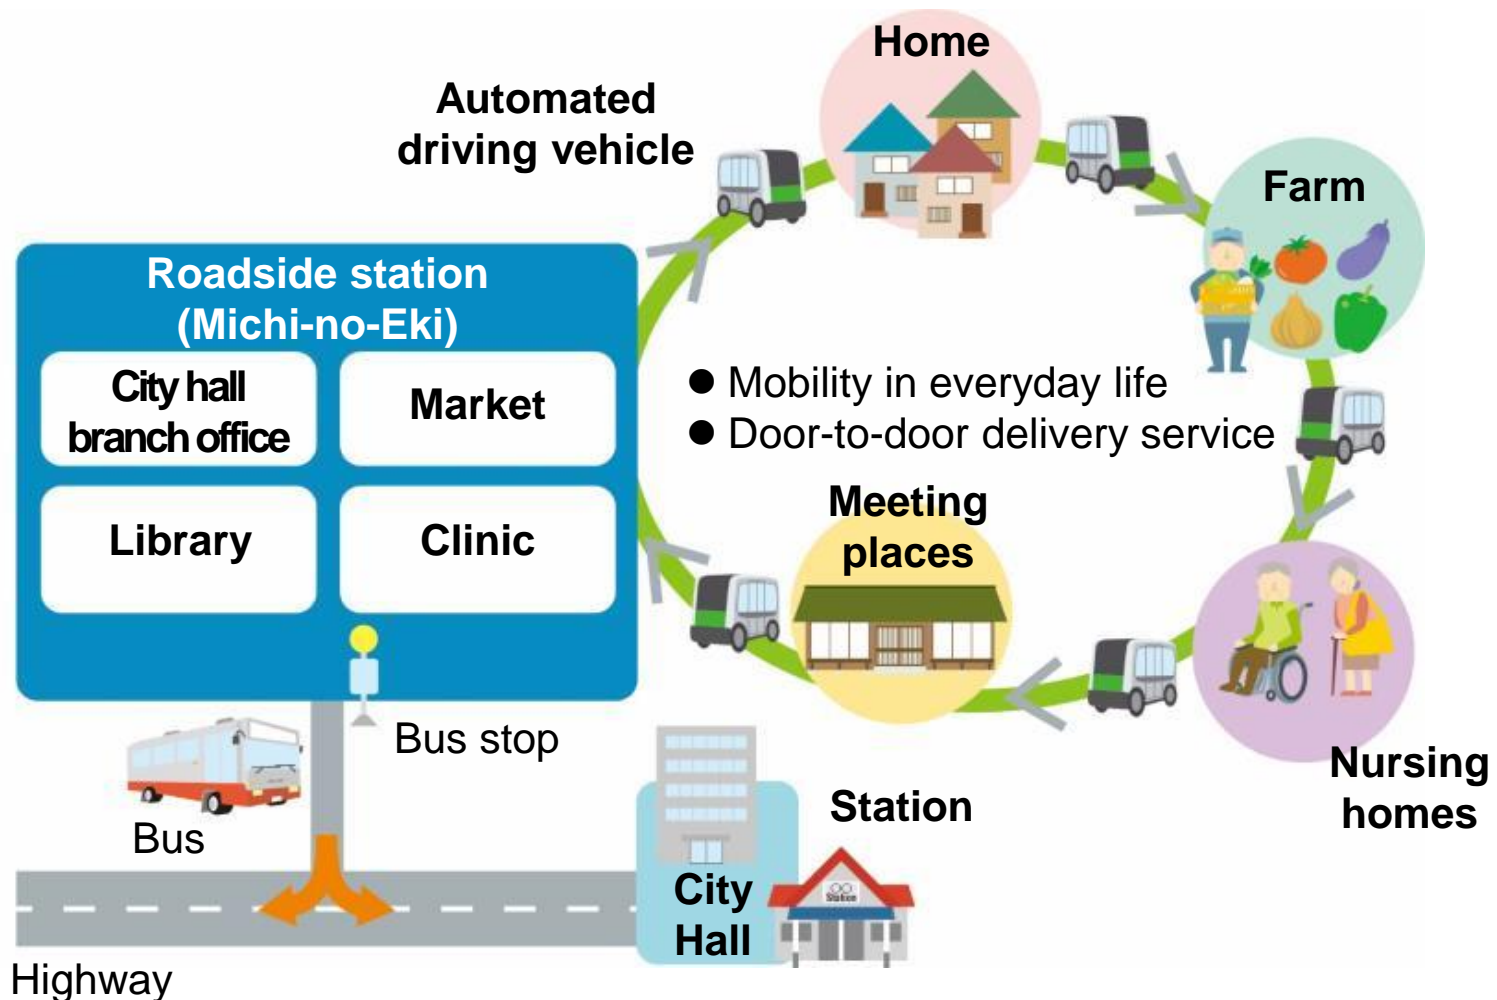 Home
Automated
driving vehicle
Farm
Roadside station
(Michi-no-Eki)
City hall
branch office
Market
Library
Clinic
● Mobility in everyday life
● Door-to-door delivery service
Meeting
places
Nursing
homes
Bus stop
Bus
Station
Station
City
Hall
Highway